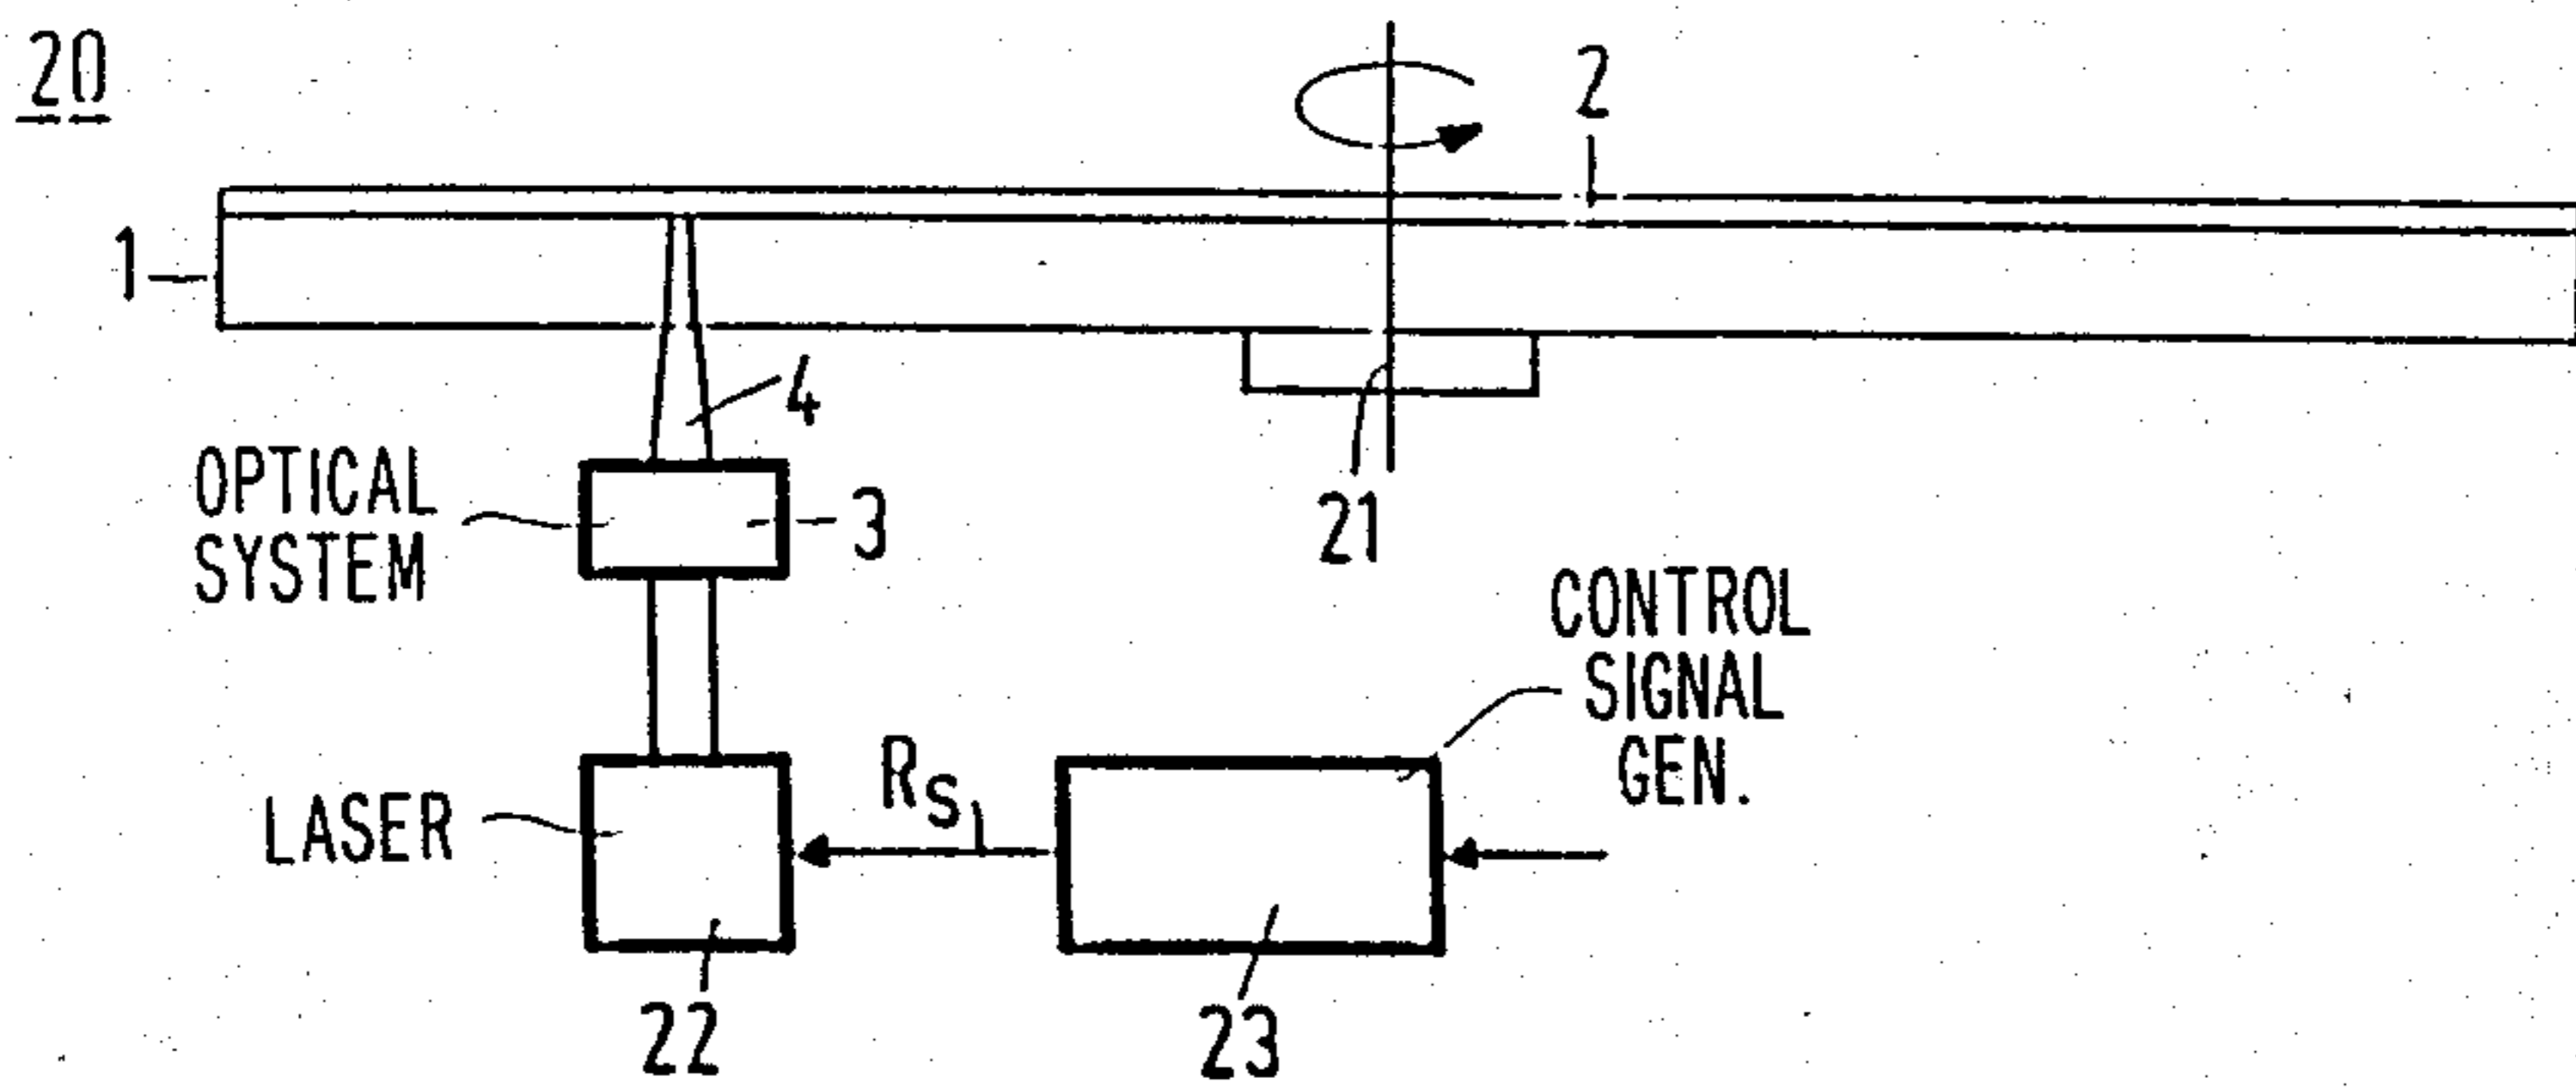 20
2
1
4
OPTICAL
SYSTEM
3
21
CONTROL
SIGNAL
GEN.
LASER
RS
22
23